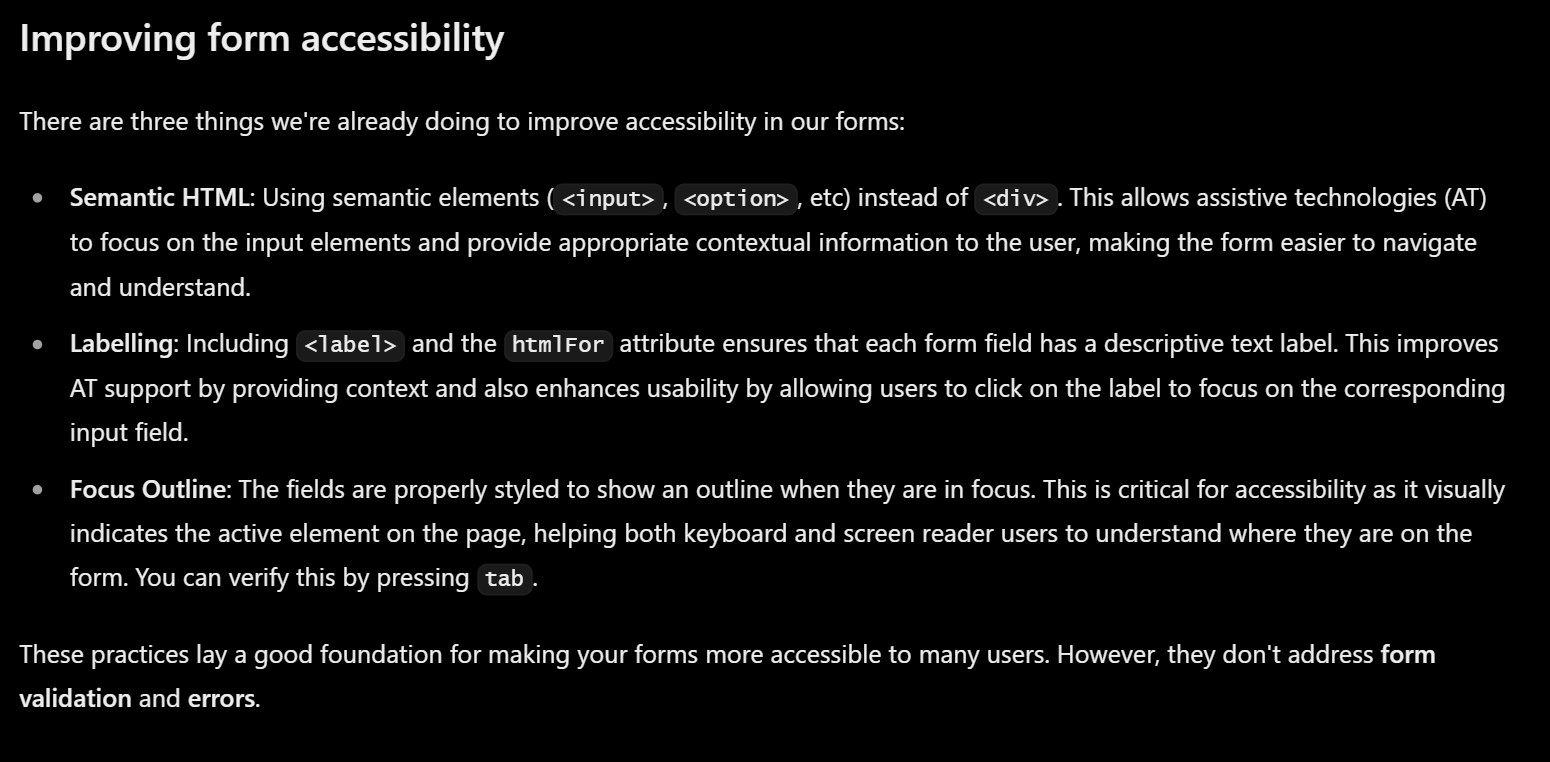 Improving form accessibility
There are three things we're already doing to improve accessibility in our forms:
• Semantic HTML: Using semantic elements (<input>, <option>, etc) instead of <div>. This allows assistive technologies (AT)
to focus on the input elements and provide appropriate contextual information to the user, making the form easier to navigate
and understand.
• Labelling: Including <label> and the htmlFor attribute ensures that each form field has a descriptive text label. This improves
AT support by providing context and also enhances usability by allowing users to click on the label to focus on the corresponding
input field.
• Focus Outline: The fields are properly styled to show an outline when they are in focus. This is critical for accessibility as it visually
indicates the active element on the page, helping both keyboard and screen reader users to understand where they are on the
form. You can verify this by pressing tab.
These practices lay a good foundation for making your forms more accessible to many users. However, they don't address form
validation and errors.